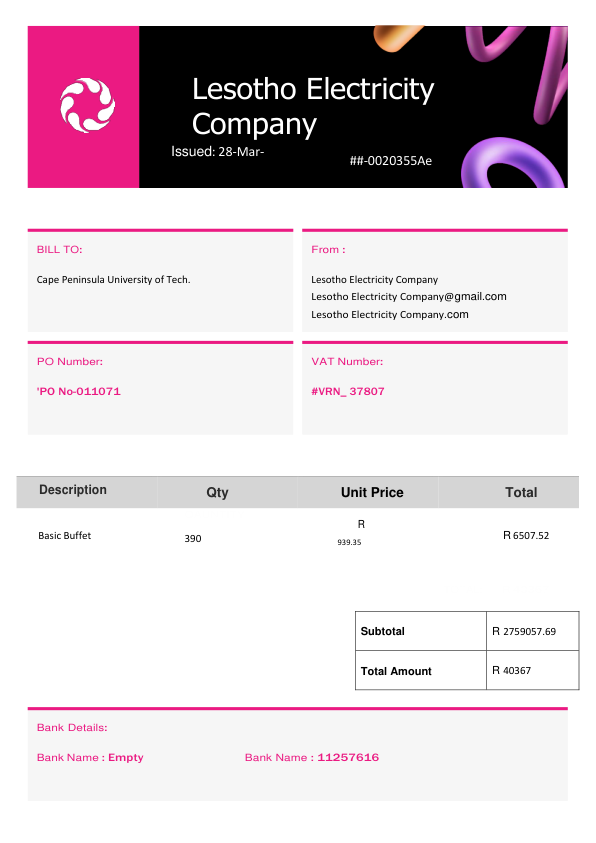 Lesotho Electricity
Company
Issued: 28-Mar-
##-0020355Ae
BILL TO:
Cape Peninsula University of Tech.
From :
Lesotho Electricity Company
Lesotho Electricity Company@gmail.com
Lesotho Electricity Company.com
PO Number:
'PO No-011071
VAT Number:
#VRN_ 37807
Description Qty Unit Price Total
Basic Buffet 390 R 939.35 R 6507.52
Subtotal R 2759057.69
Total Amount R 40367
Bank Details:
Bank Name : Empty Bank Name : 11257616